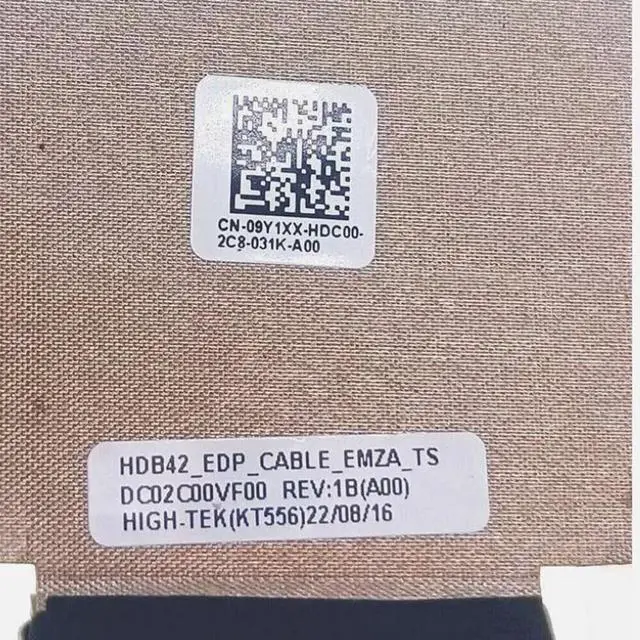 CN-09Y1XX-HDC00-
2C8-031K-A00
HDB42_EDP_CABLE_EMZA_TS
DC02C00VF00 REV:1B(A00)
HIGH-TEK(KT556)22/08/16